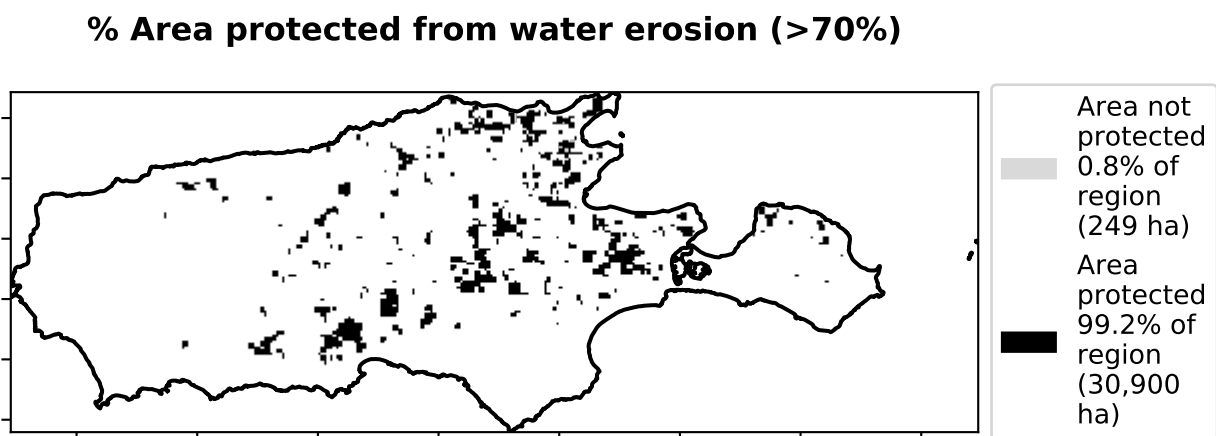 % Area protected from water erosion (>70%)
Area not
protected
0.8% of
region
(249 ha)
Area
protected
99.2% of
region
(30,900
ha)